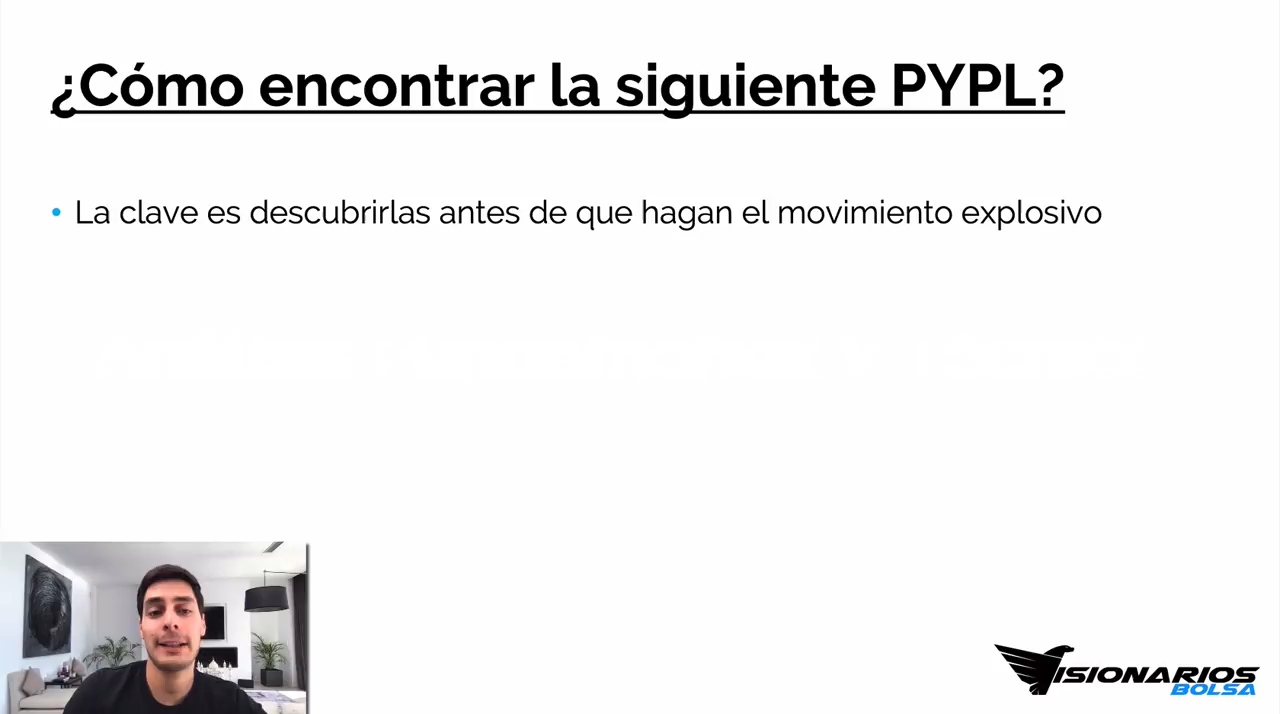 ¿Cómo encontrar la siguiente PYPL?
• La clave es descubrirlas antes de que hagan el movimiento explosivo
VISIONARIOS
BOLSA